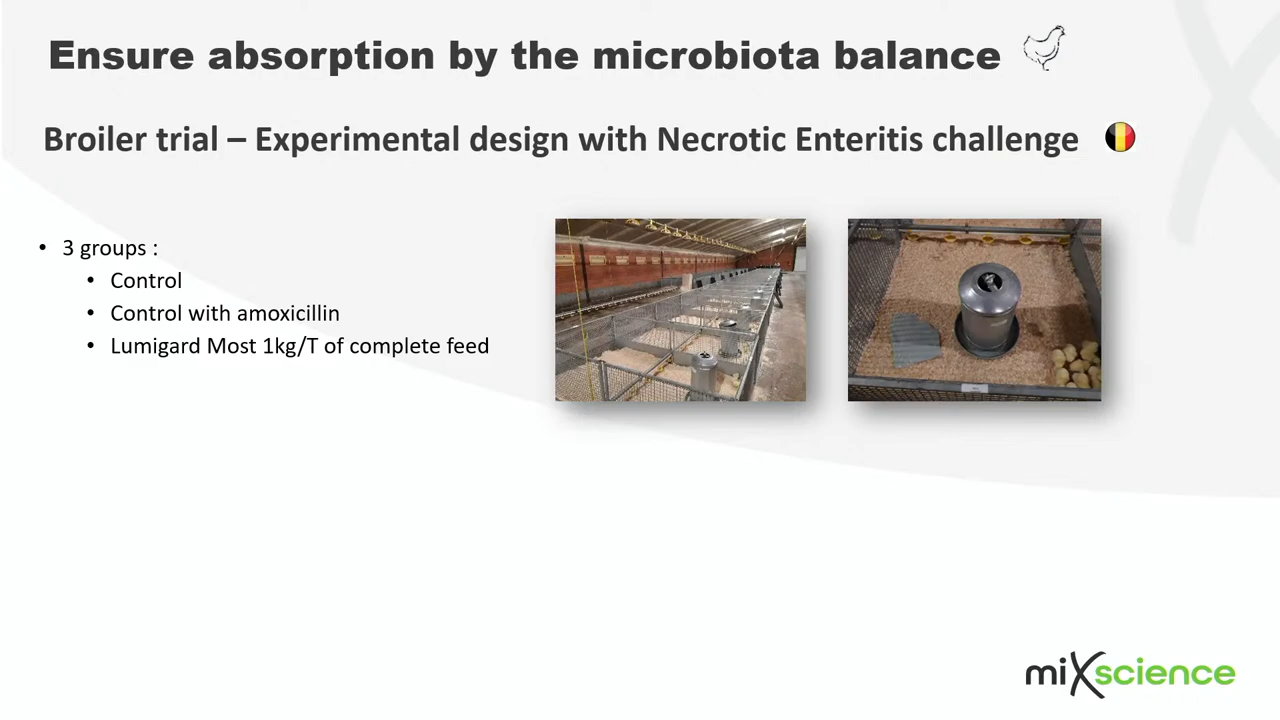 Ensure absorption by the microbiota balance
Broiler trial – Experimental design with Necrotic Enteritis challenge
• 3 groups :
• Control
• Control with amoxicillin
• Lumigard Most 1kg/T of complete feed
miXscience